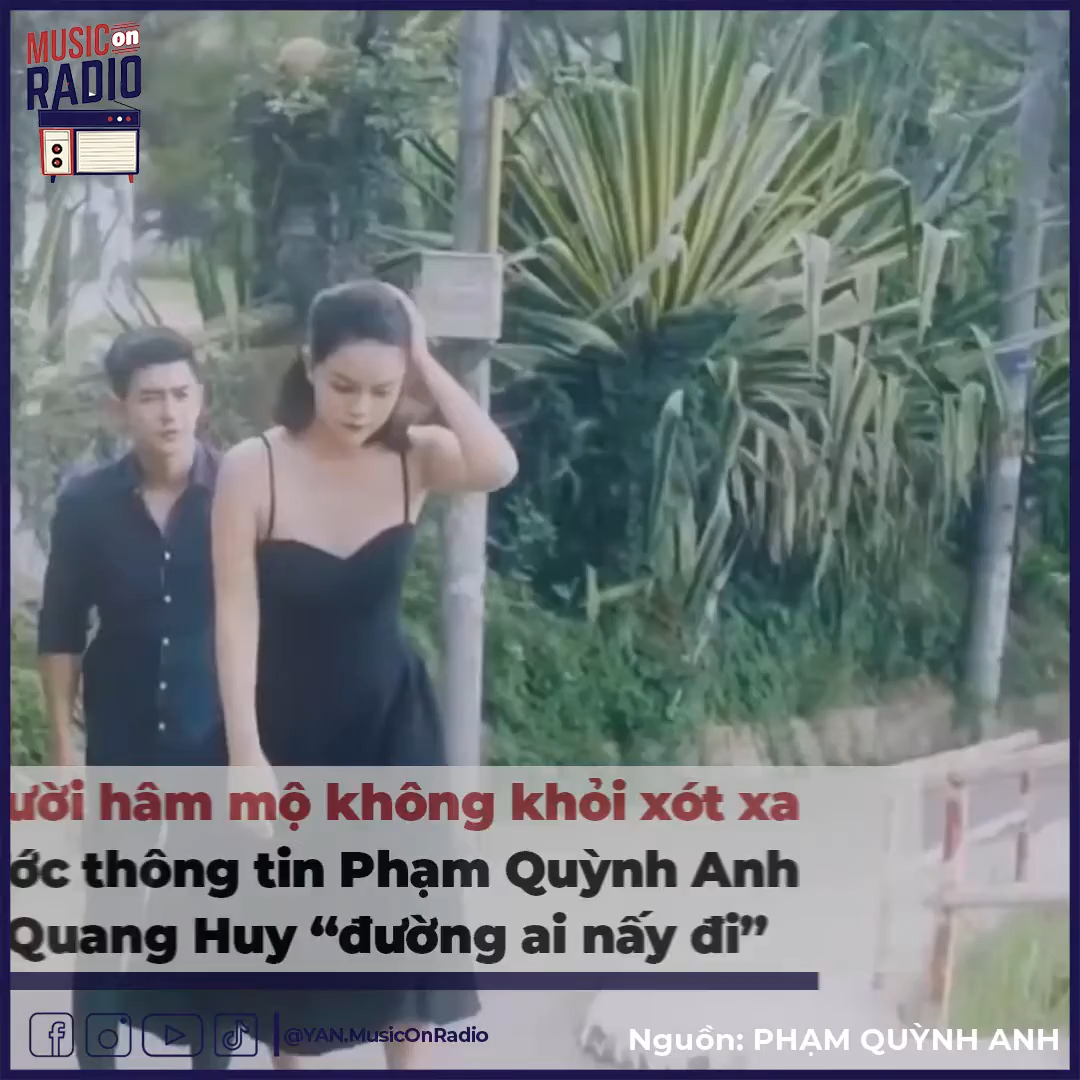 MUSIC on
RADIO
ười hâm mộ không khỏi xót xa
ớc thông tin Phạm Quỳnh Anh
Quang Huy “đường ai nấy đi”
@YAN.MusicOnRadio
Nguồn: PHẠM QUỲNH ANH